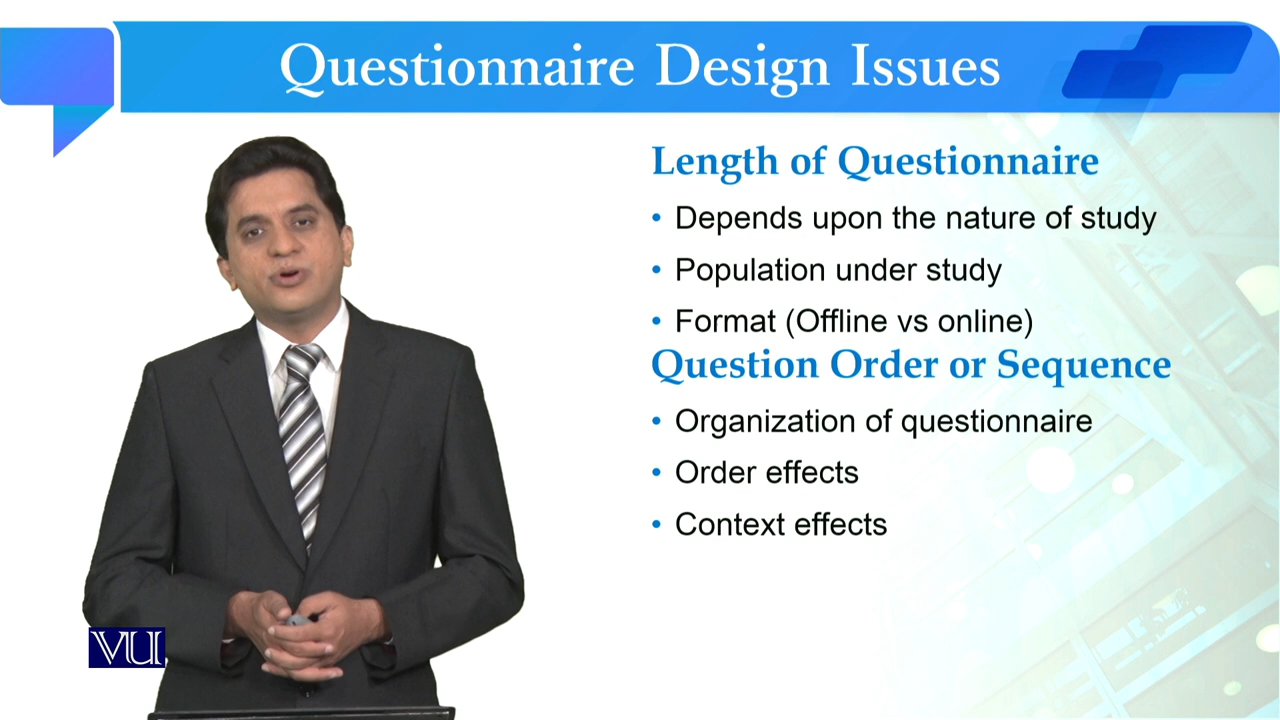 Questionnaire Design Issues
Length of Questionnaire
• Depends upon the nature of study
• Population under study
• Format (Offline vs online)
Question Order or Sequence
• Organization of questionnaire
• Order effects
• Context effects
VU